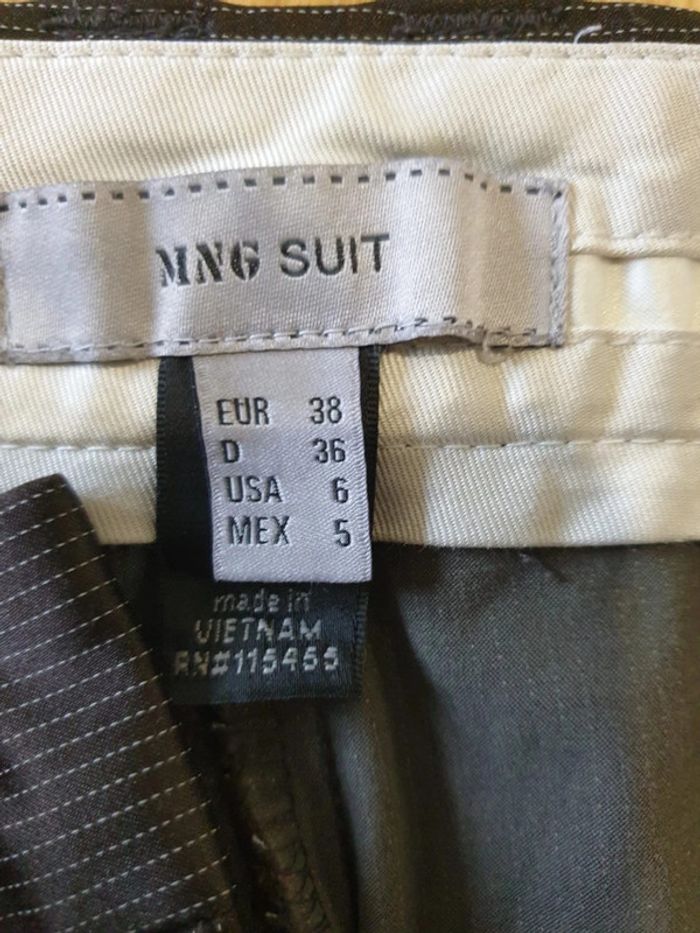 MNG SUIT
EUR 38
D 36
USA 6
MEX 5
made in
VIETNAM
RN#115455